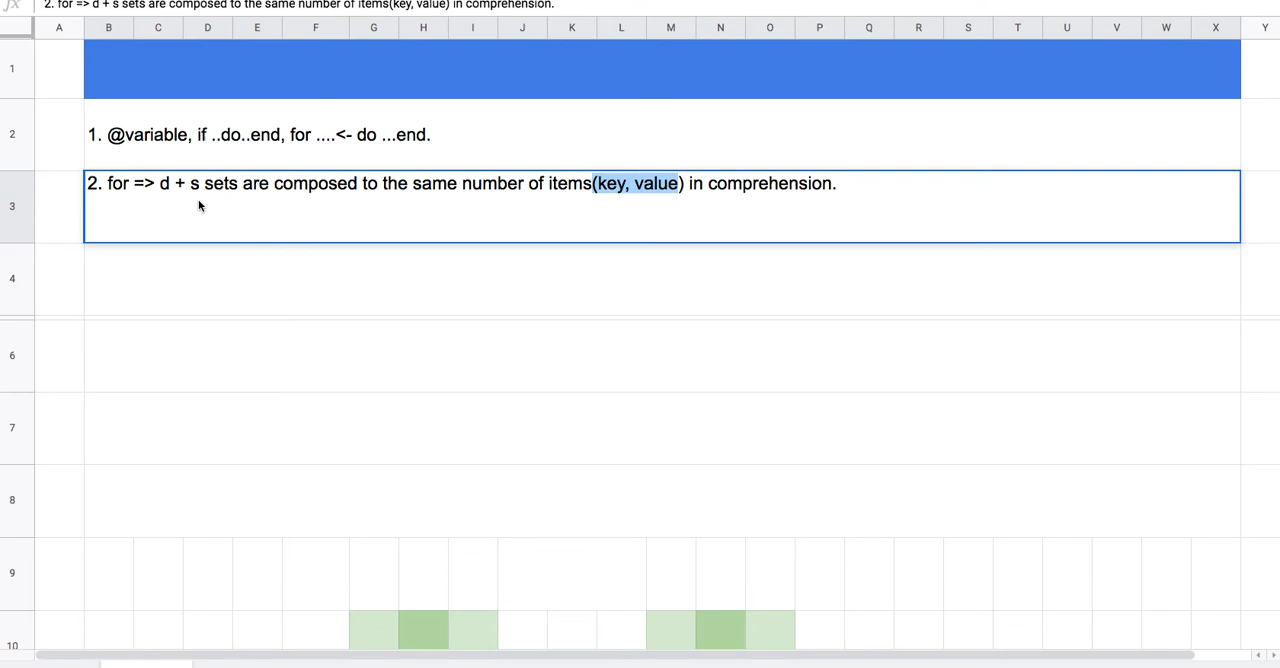 2. for => d + s sets are composed to the same number of items(key, value) in comprehension.
A B C D E F G H I J K L M N O P Q R S T U V W X Y
1
1. @variable, if ..do..end, for ....<- do ...end.
2
2. for => d + s sets are composed to the same number of items(key, value) in comprehension.
3
4
6
7
8
9
10